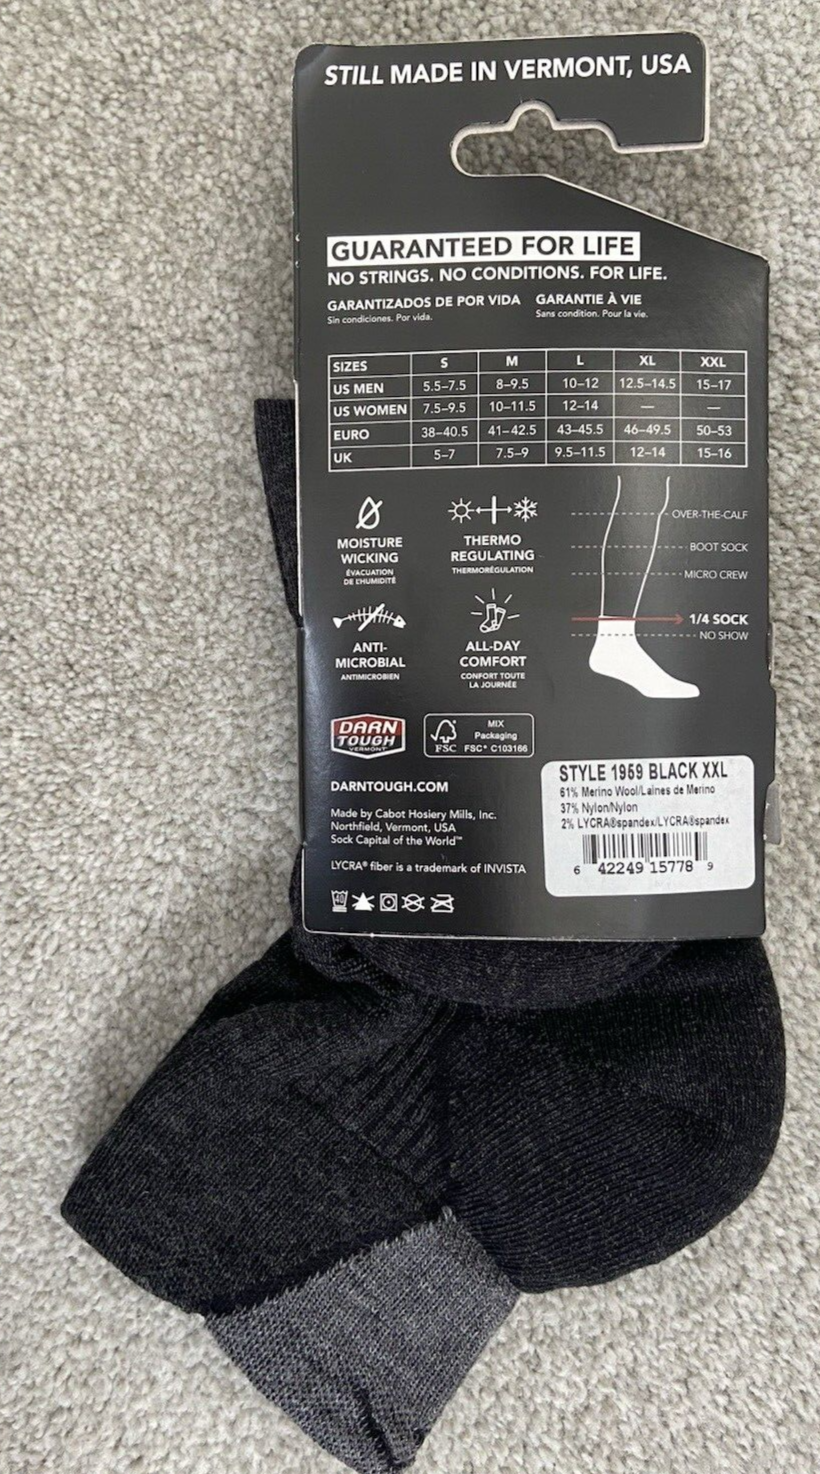 STILL MADE IN VERMONT, USA
GUARANTEED FOR LIFE
NO STRINGS. NO CONDITIONS. FOR LIFE.
GARANTIZADOS DE POR VIDA
Sin condiciones. Por vida.
GARANTIE À VIE
Sans condition. Pour la vie.
SIZES S M L XL XXL
US MEN 5.5–7.5 8–9.5 10–12 12.5–14.5 15–17
US WOMEN 7.5–9.5 10–11.5 12–14 — —
EURO 38–40.5 41–42.5 43–45.5 46–49.5 50–53
UK 5–7 7.5–9 9.5–11.5 12–14 15–16
MOISTURE
WICKING
ÉVACUATION
DE L'HUMIDITÉ
THERMO
REGULATING
THERMORÉGULATION
ANTI-
MICROBIAL
ANTIMICROBIEN
ALL-DAY
COMFORT
CONFORT TOUTE
LA JOURNÉE
OVER-THE-CALF
BOOT SOCK
MICRO CREW
1/4 SOCK
NO SHOW
DARN
TOUGH
VERMONT
FSC
MIX
Packaging
FSC® C103166
DARNTOUGH.COM
Made by Cabot Hosiery Mills, Inc.
Northfield, Vermont, USA
Sock Capital of the World™
LYCRA® fiber is a trademark of INVISTA
40
STYLE 1959 BLACK XXL
61% Merino Wool/Laines de Merino
37% Nylon/Nylon
2% LYCRA®spandex/LYCRA®spandex
6 42249 15778 9